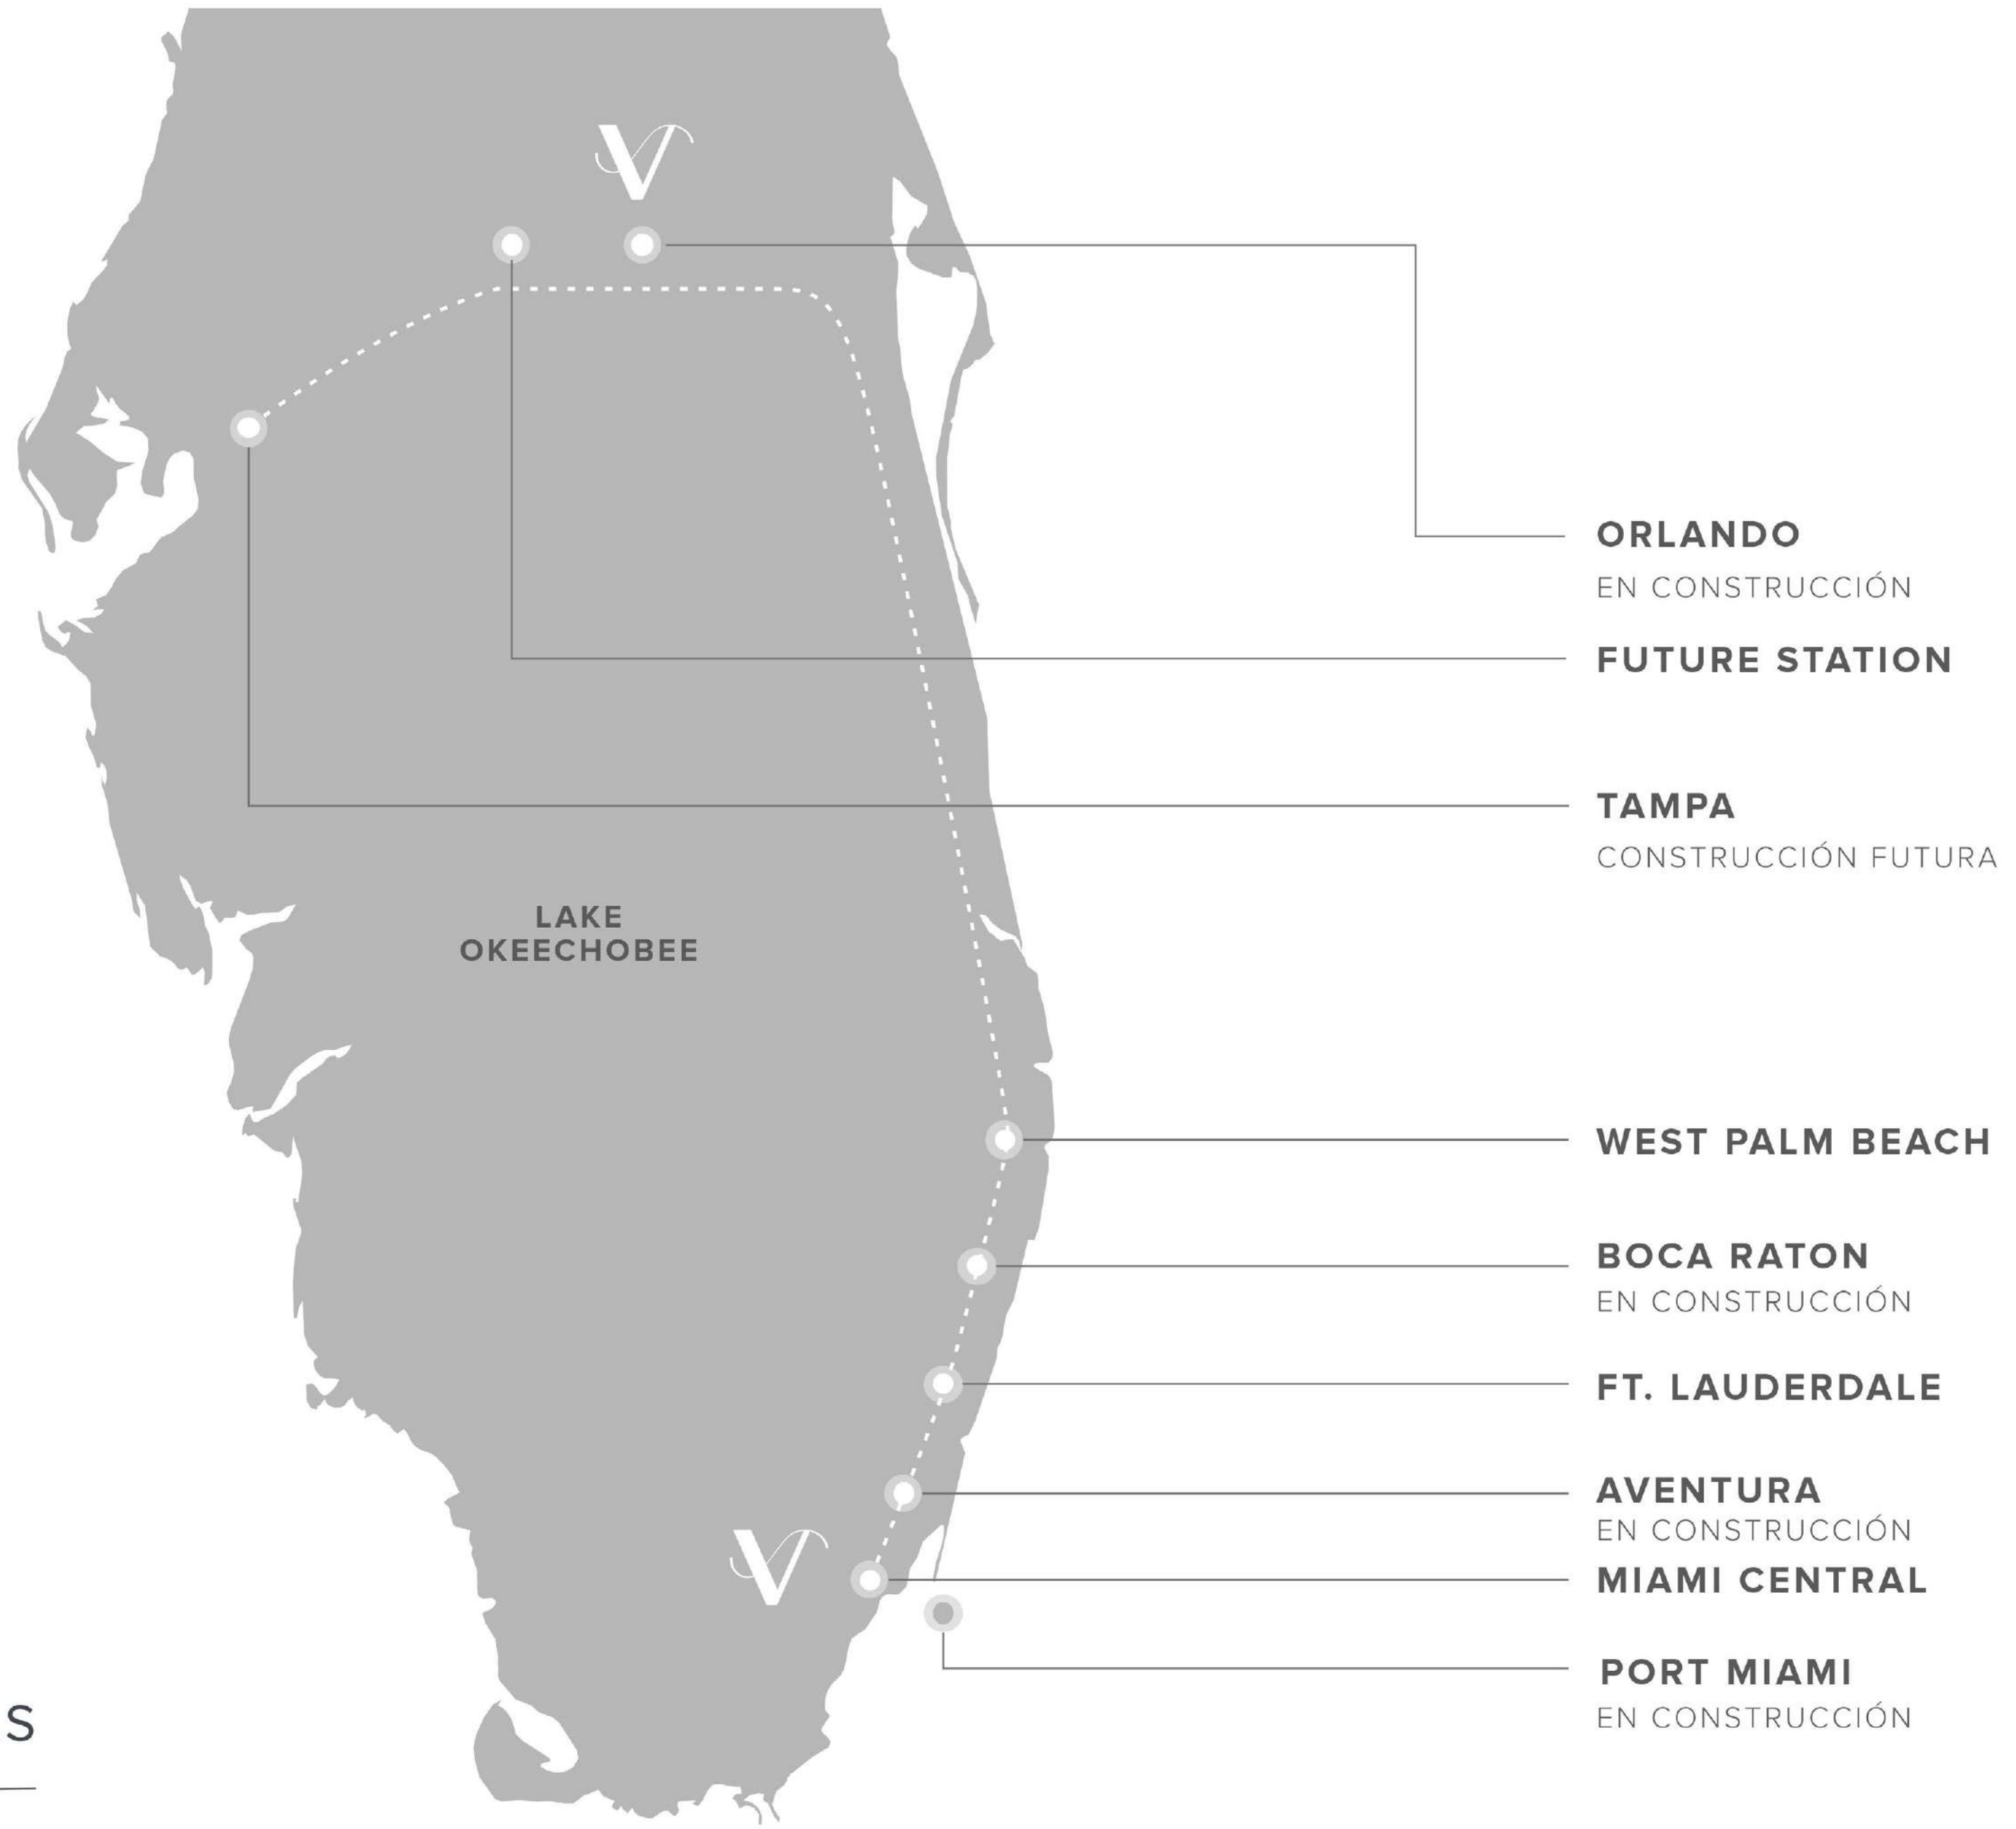 ORLANDO
EN CONSTRUCCIÓN
FUTURE STATION
TAMPA
CONSTRUCCIÓN FUTURA
LAKE
OKEECHOBEE
WEST PALM BEACH
BOCA RATON
EN CONSTRUCCIÓN
FT. LAUDERDALE
AVENTURA
EN CONSTRUCCIÓN
MIAMI CENTRAL
PORT MIAMI
EN CONSTRUCCIÓN
V
V
S